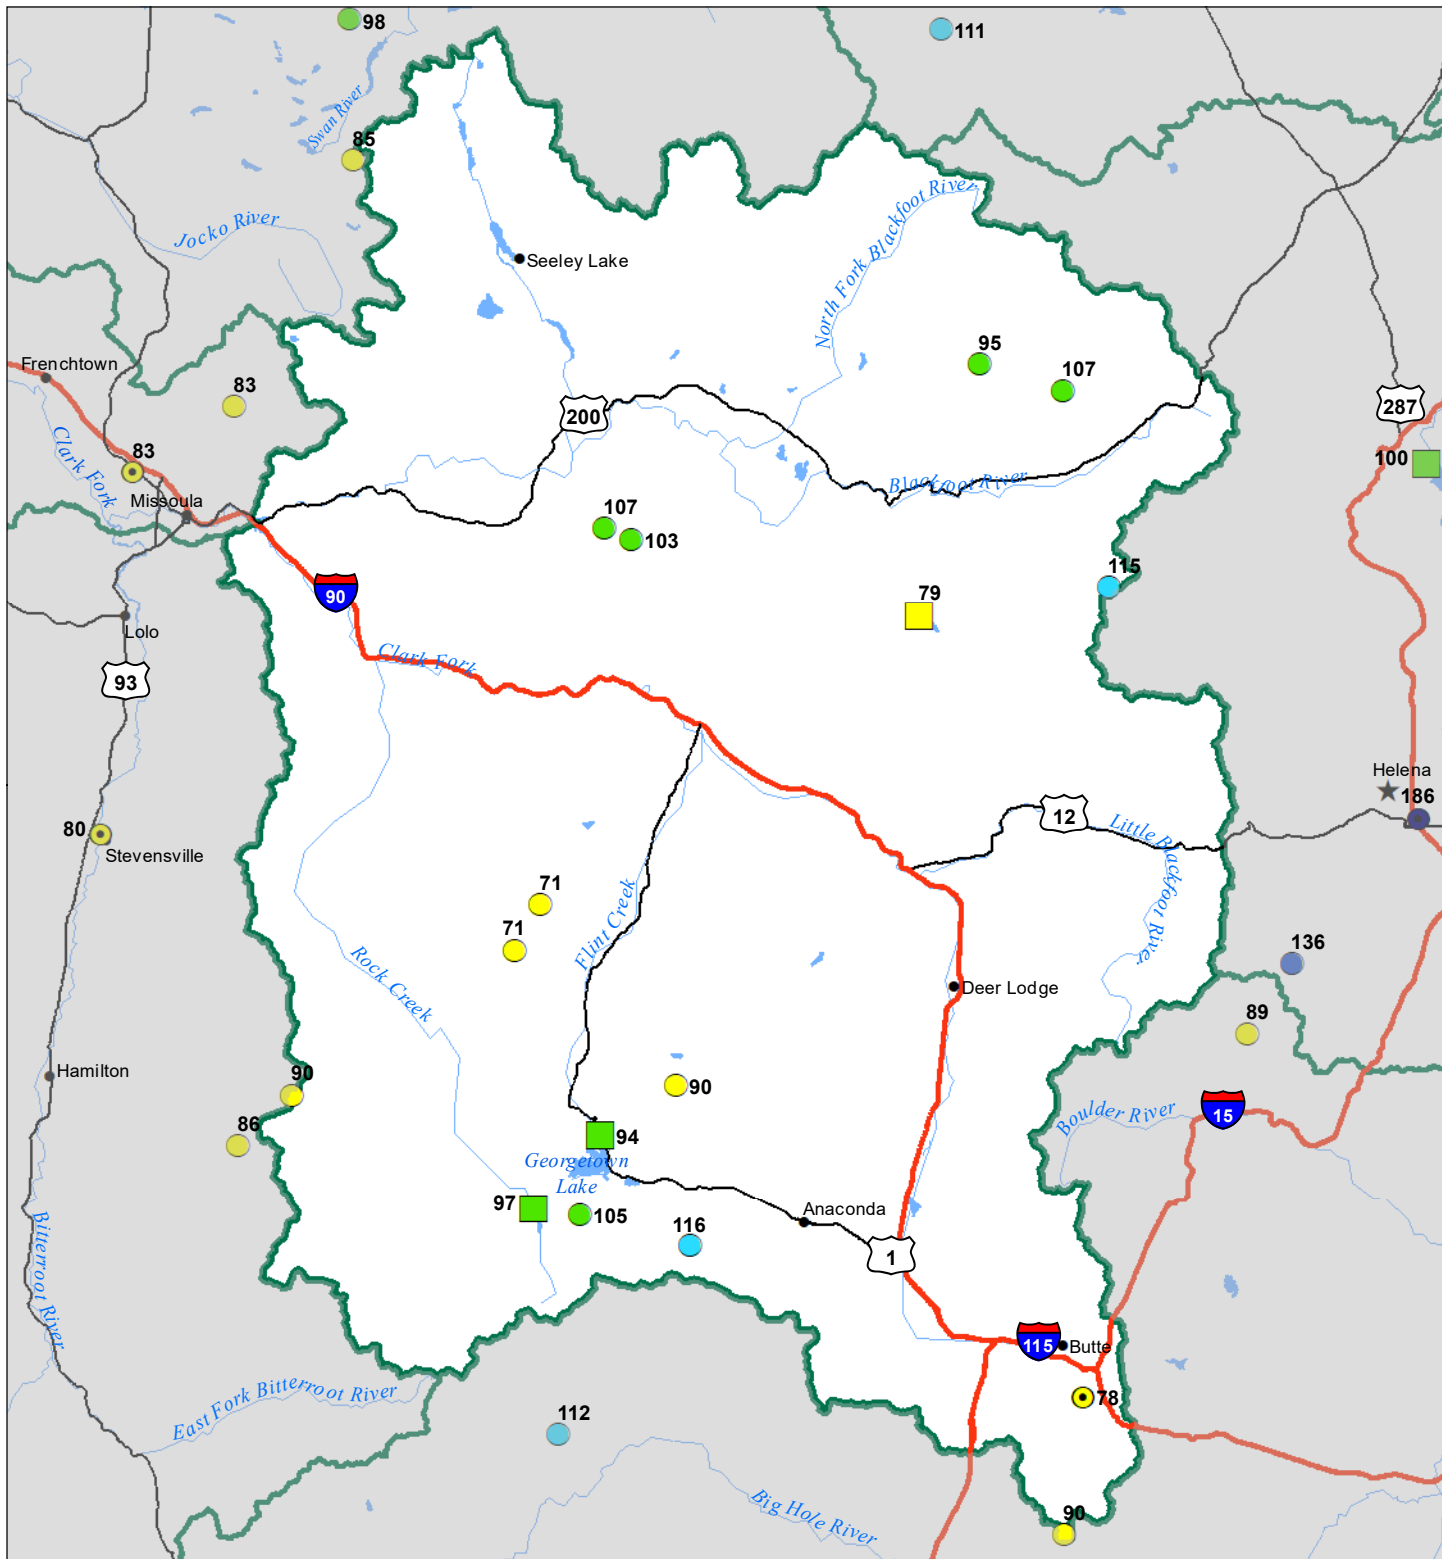 98
111
Swan River
85
Jocko River
North Fork Blackfoot River
Seeley Lake
Frenchtown
95
107
83
200
287
Clark Fork
83
100
Missoula
Blackfoot River
107
103
115
90
79
Lolo
Clark Fork
93
Helena
186
12
Little Blackfoot River
80
Stevensville
71
Flint Creek
71
136
Rock Creek
Deer Lodge
89
Hamilton
90
90
15
Boulder River
86
94
Georgetown
Lake
97
105
Anaconda
116
1
Bitterroot River
115
Butte
East Fork Bitterroot River
78
112
Big Hole River
90